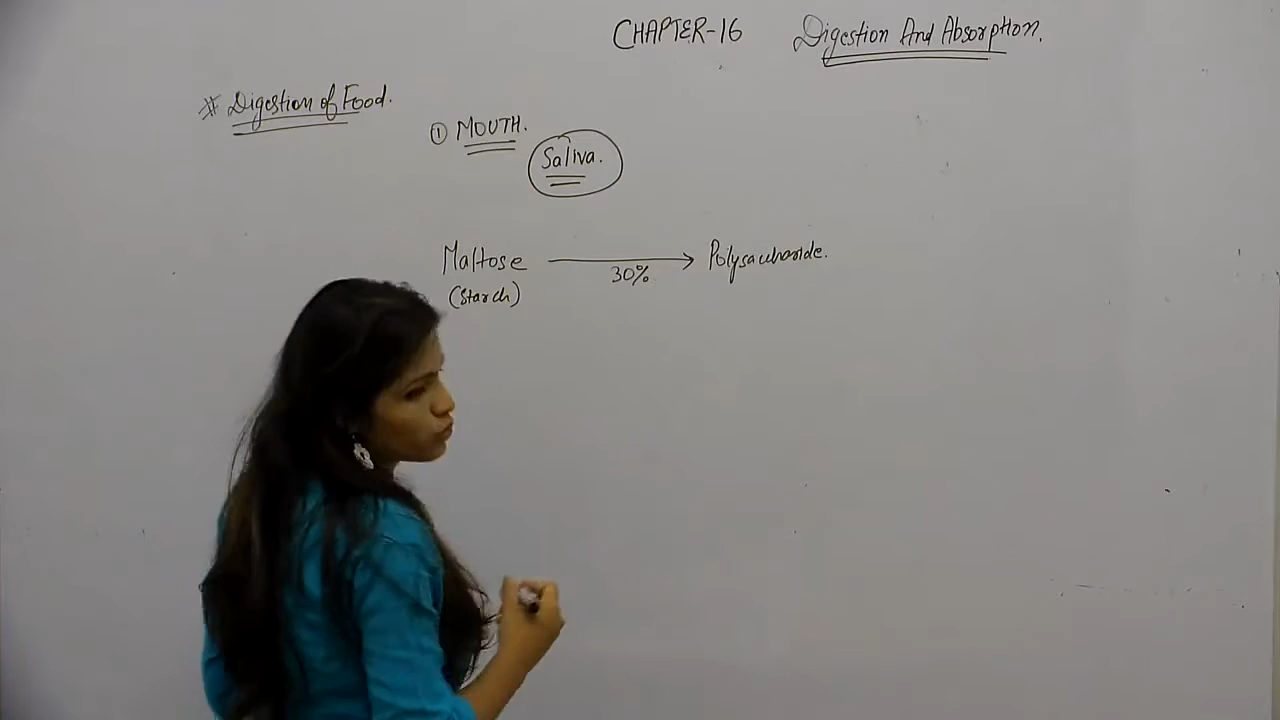 CHAPTER-16 Digestion And Absorption.
* Digestion of Food.
① MOUTH.
Saliva.
Maltose → Polysaccharide.
30%
(Starch)